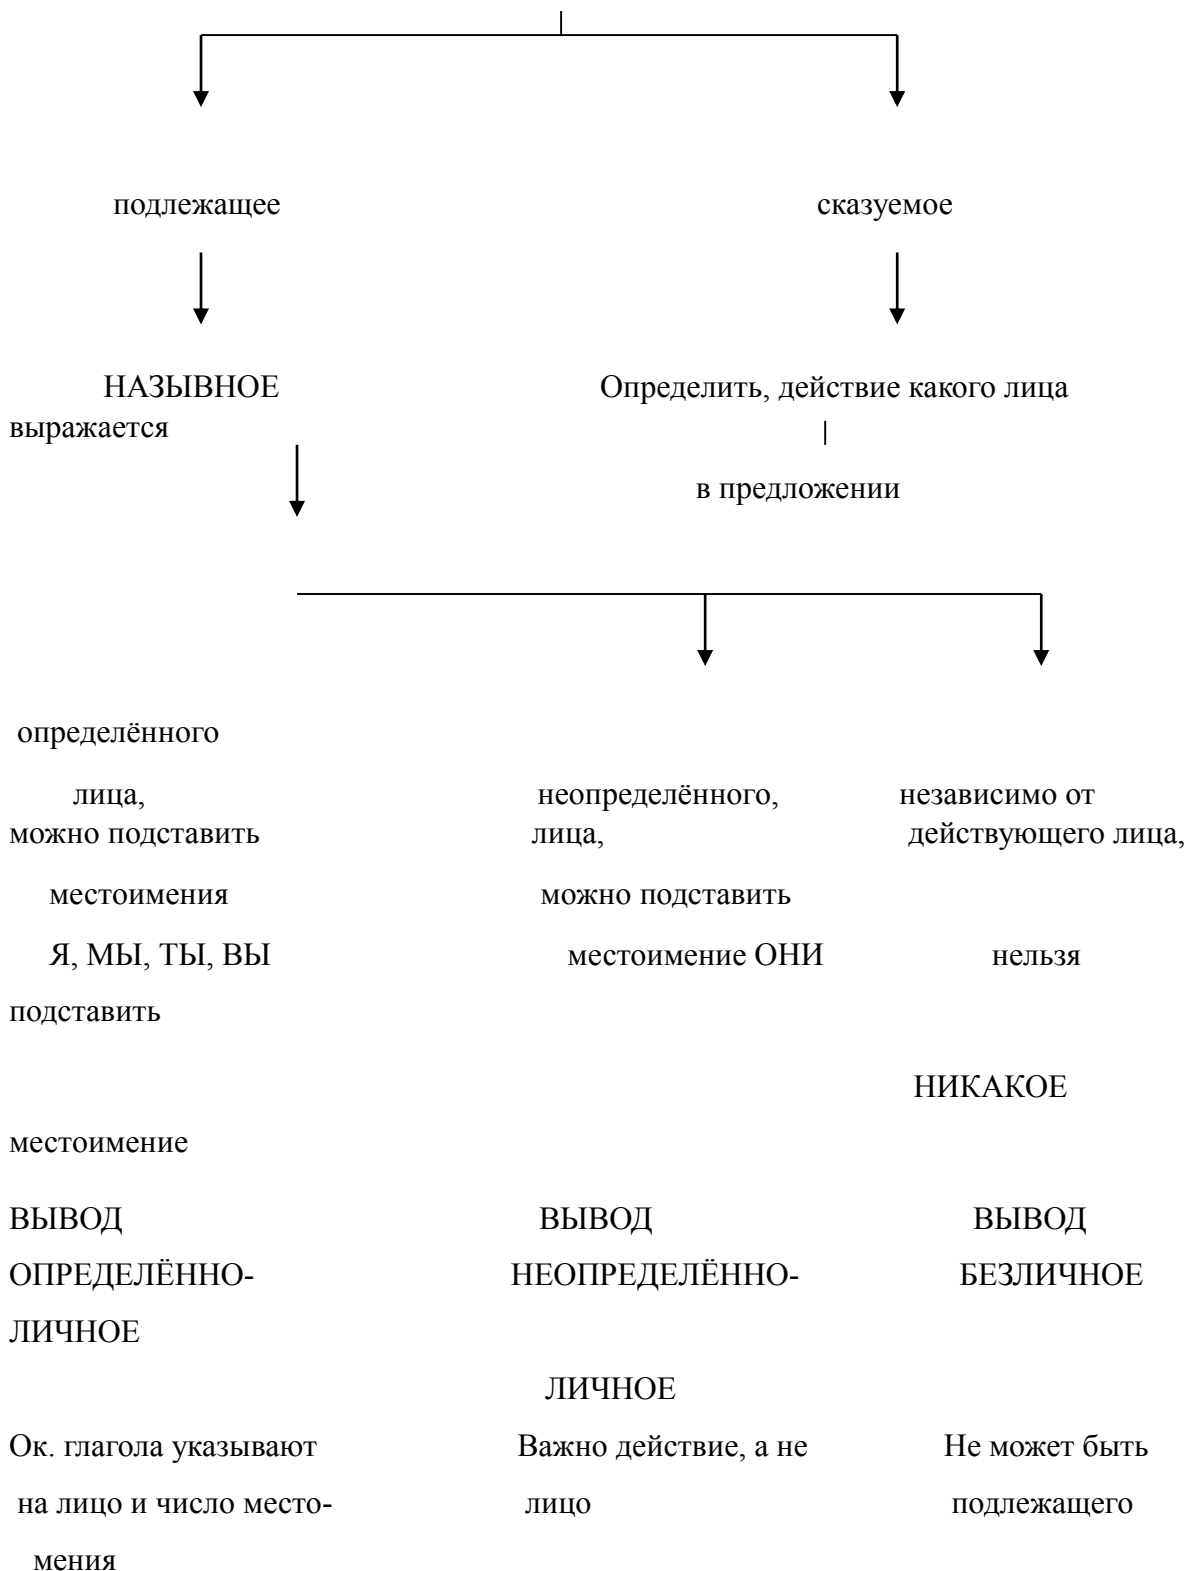 подлежащее сказуемое
НАЗЫВНОЕ Определить, действие какого лица
выражается
в предложении
определённого
лица, неопределённого, независимо от
можно подставить лица, действующего лица,
местоимения можно подставить
Я, МЫ, ТЫ, ВЫ местоимение ОНИ нельзя
подставить
НИКАКОЕ
местоимение
ВЫВОД ВЫВОД ВЫВОД
ОПРЕДЕЛЁННО- НЕОПРЕДЕЛЁННО- БЕЗЛИЧНОЕ
ЛИЧНОЕ
ЛИЧНОЕ
Ок. глагола указывают Важно действие, а не Не может быть
на лицо и число место- лицо подлежащего
мения